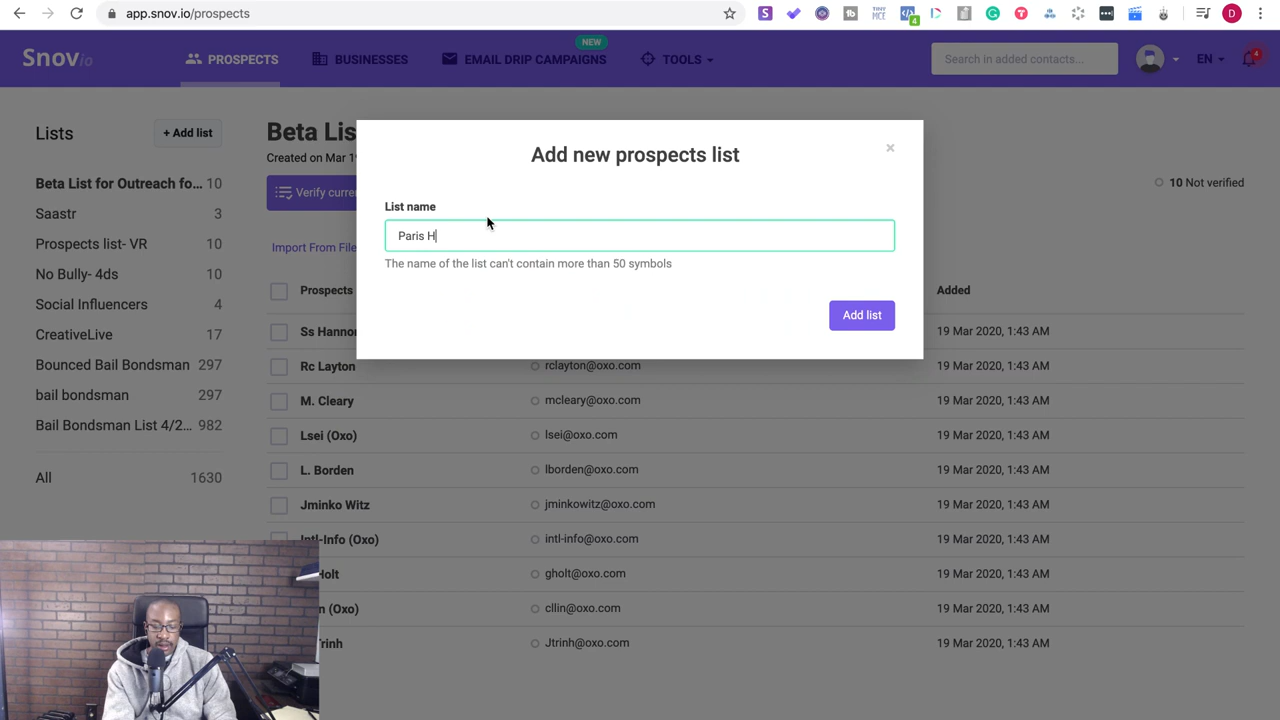 app.snov.io/prospects
4
TINY
MCE
D
Snov/io
PROSPECTS
BUSINESSES
NEW
EMAIL DRIP CAMPAIGNS
TOOLS
Search in added contacts...
EN
4
Lists
+ Add list
Beta List for Outreach fo... 10
Saastr 3
Prospects list- VR 10
No Bully- 4ds 10
Social Influencers 4
CreativeLive 17
Bounced Bail Bondsman 297
bail bondsman 297
Bail Bondsman List 4/2... 982
All 1630
Beta Lis
Created on Mar 1
Verify curre
10 Not verified
Import From File
Add new prospects list
×
List name
Paris H
The name of the list can't contain more than 50 symbols
Add list
Prospects
Added
Ss Hannon 19 Mar 2020, 1:43 AM
Rc Layton rclayton@oxo.com 19 Mar 2020, 1:43 AM
M. Cleary mcleary@oxo.com 19 Mar 2020, 1:43 AM
Lsei (Oxo) lsei@oxo.com 19 Mar 2020, 1:43 AM
L. Borden lborden@oxo.com 19 Mar 2020, 1:43 AM
Jminko Witz jminkowitz@oxo.com 19 Mar 2020, 1:43 AM
Intl-Info (Oxo) intl-info@oxo.com 19 Mar 2020, 1:43 AM
Holt gholt@oxo.com 19 Mar 2020, 1:43 AM
n (Oxo) cllin@oxo.com 19 Mar 2020, 1:43 AM
Trinh Jtrinh@oxo.com 19 Mar 2020, 1:43 AM